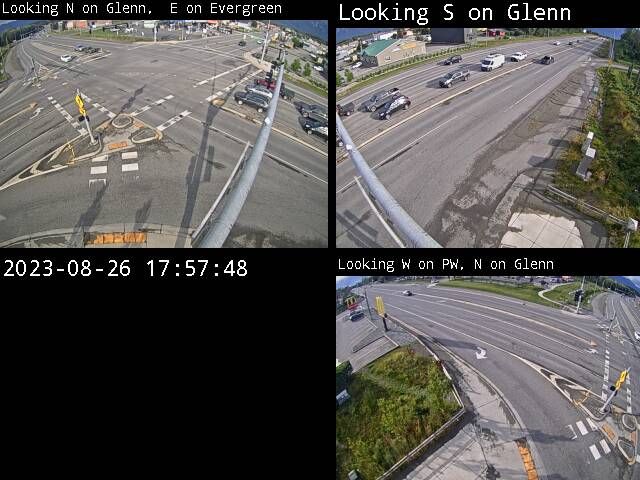 Looking N on Glenn,  E on Evergreen
Looking S on Glenn
2023-08-26 17:57:48
Looking W on PW, N on Glenn